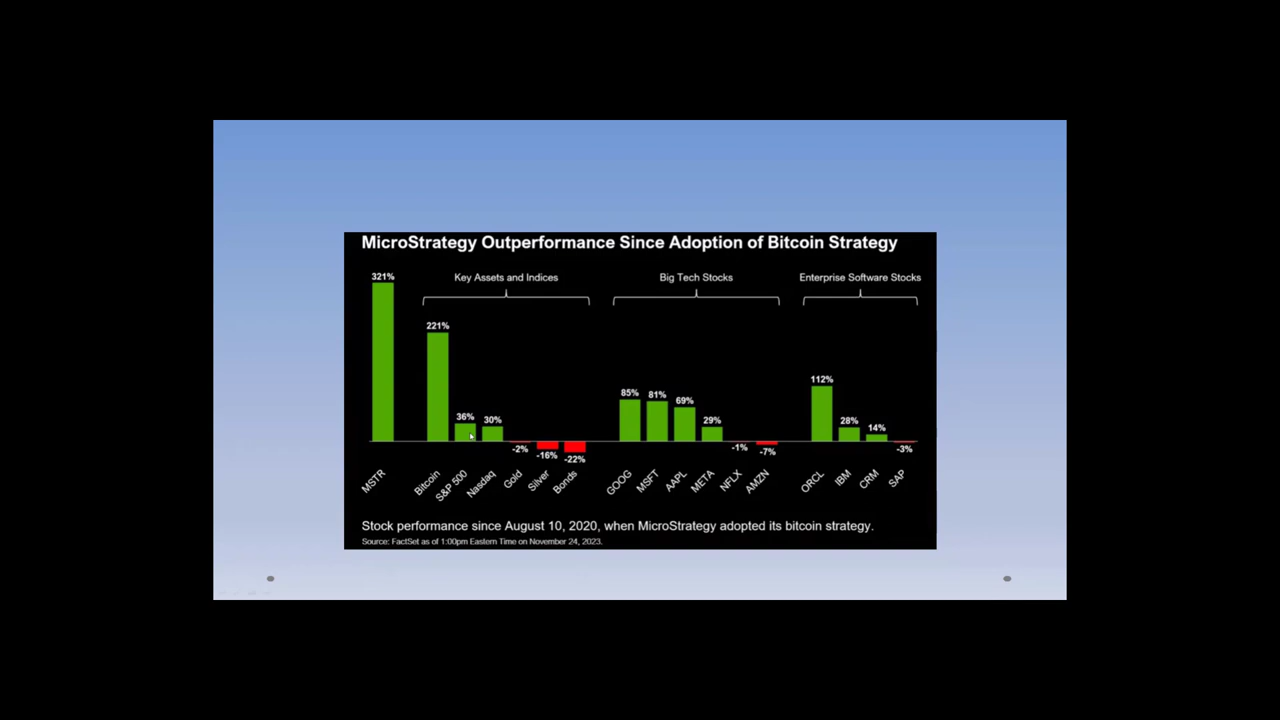 MicroStrategy Outperformance Since Adoption of Bitcoin Strategy
Key Assets and Indices
Big Tech Stocks
Enterprise Software Stocks
321%
221%
36%
30%
-2%
-16%
-22%
85%
81%
69%
29%
-1%
-7%
112%
28%
14%
-3%
MSTR
Bitcoin
S&P 500
Nasdaq
Gold
Silver
Bonds
GOOG
MSFT
AAPL
META
NFLX
AMZN
ORCL
IBM
CRM
SAP
Stock performance since August 10, 2020, when MicroStrategy adopted its bitcoin strategy.
Source: FactSet as of 1:00pm Eastern Time on November 24, 2023.